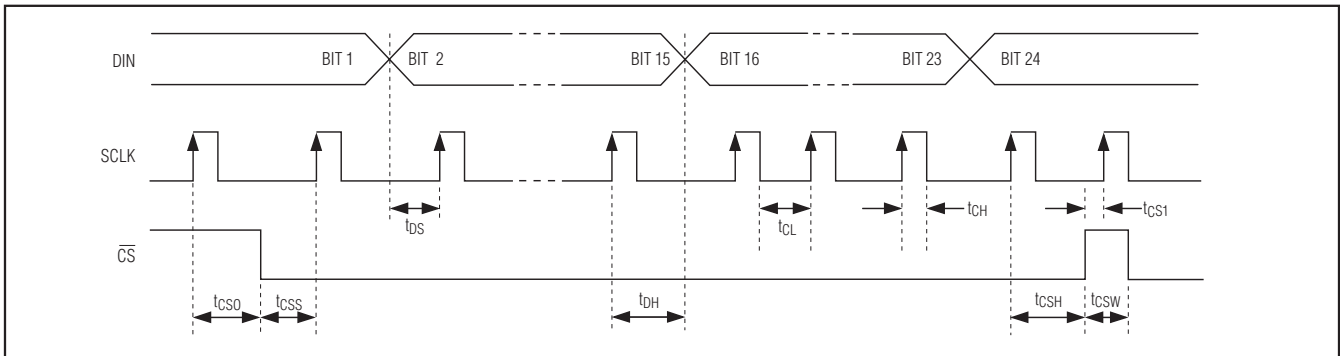 DIN
BIT 1
BIT 2
BIT 15
BIT 16
BIT 23
BIT 24
SCLK
tDS
tCL
tCH
tCS1
CS
tCS0
tCSS
tDH
tCSH
tCSW